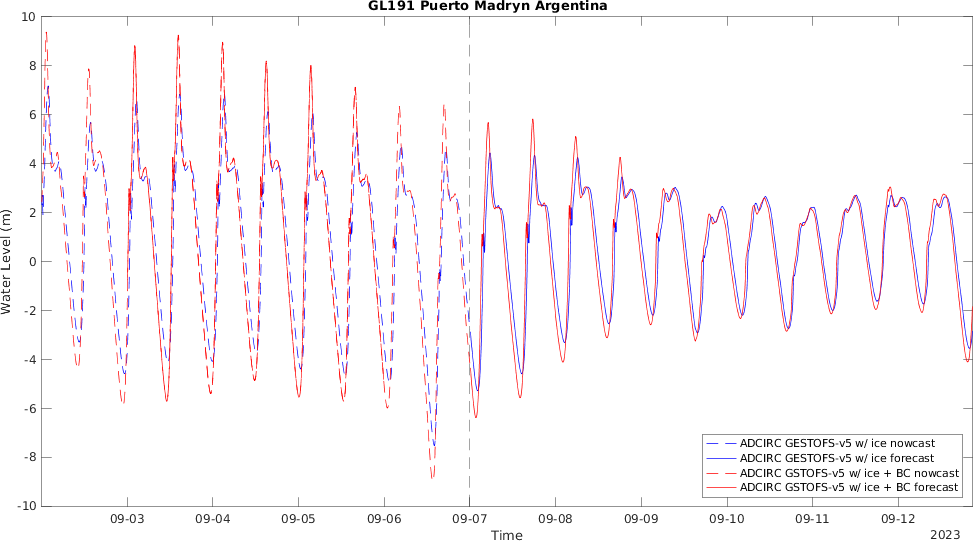 GL191 Puerto Madryn Argentina
10
8
6
4
2
0
-2
-4
-6
-8
-10
Water Level (m)
09-03 09-04 09-05 09-06 09-07 09-08 09-09 09-10 09-11 09-12
Time
2023
ADCIRC GESTOFS-v5 w/ ice nowcast
ADCIRC GESTOFS-v5 w/ ice forecast
ADCIRC GSTOFS-v5 w/ ice + BC nowcast
ADCIRC GSTOFS-v5 w/ ice + BC forecast